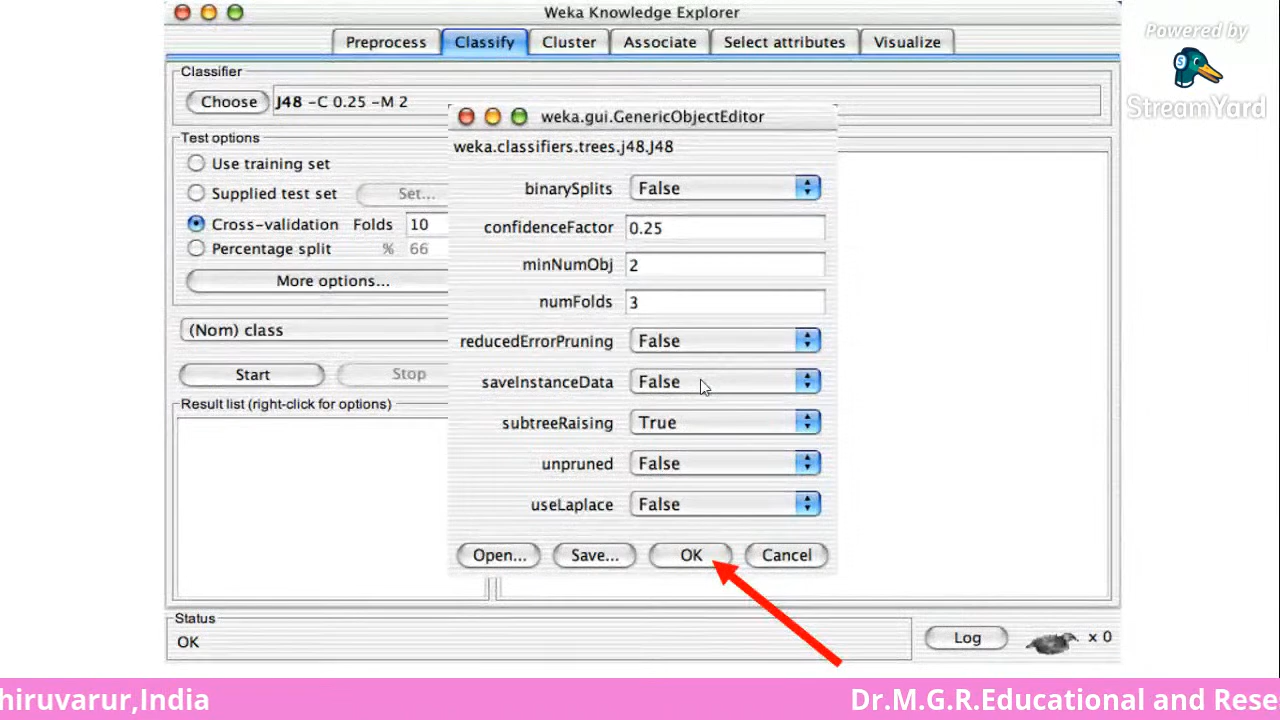 Weka Knowledge Explorer
Powered by
StreamYard
Preprocess Classify Cluster Associate Select attributes Visualize
Classifier
Choose J48 -C 0.25 -M 2
Test options
Use training set
Supplied test set Set...
Cross-validation Folds 10
Percentage split % 66
More options...
(Nom) class
Start Stop
Result list (right-click for options)
weka.gui.GenericObjectEditor
weka.classifiers.trees.j48.J48
binarySplits False
confidenceFactor 0.25
minNumObj 2
numFolds 3
reducedErrorPruning False
saveInstanceData False
subtreeRaising True
unpruned False
useLaplace False
Open... Save... OK Cancel
Status
OK
Log x 0
hiruvarur,India
Dr.M.G.R.Educational and Rese